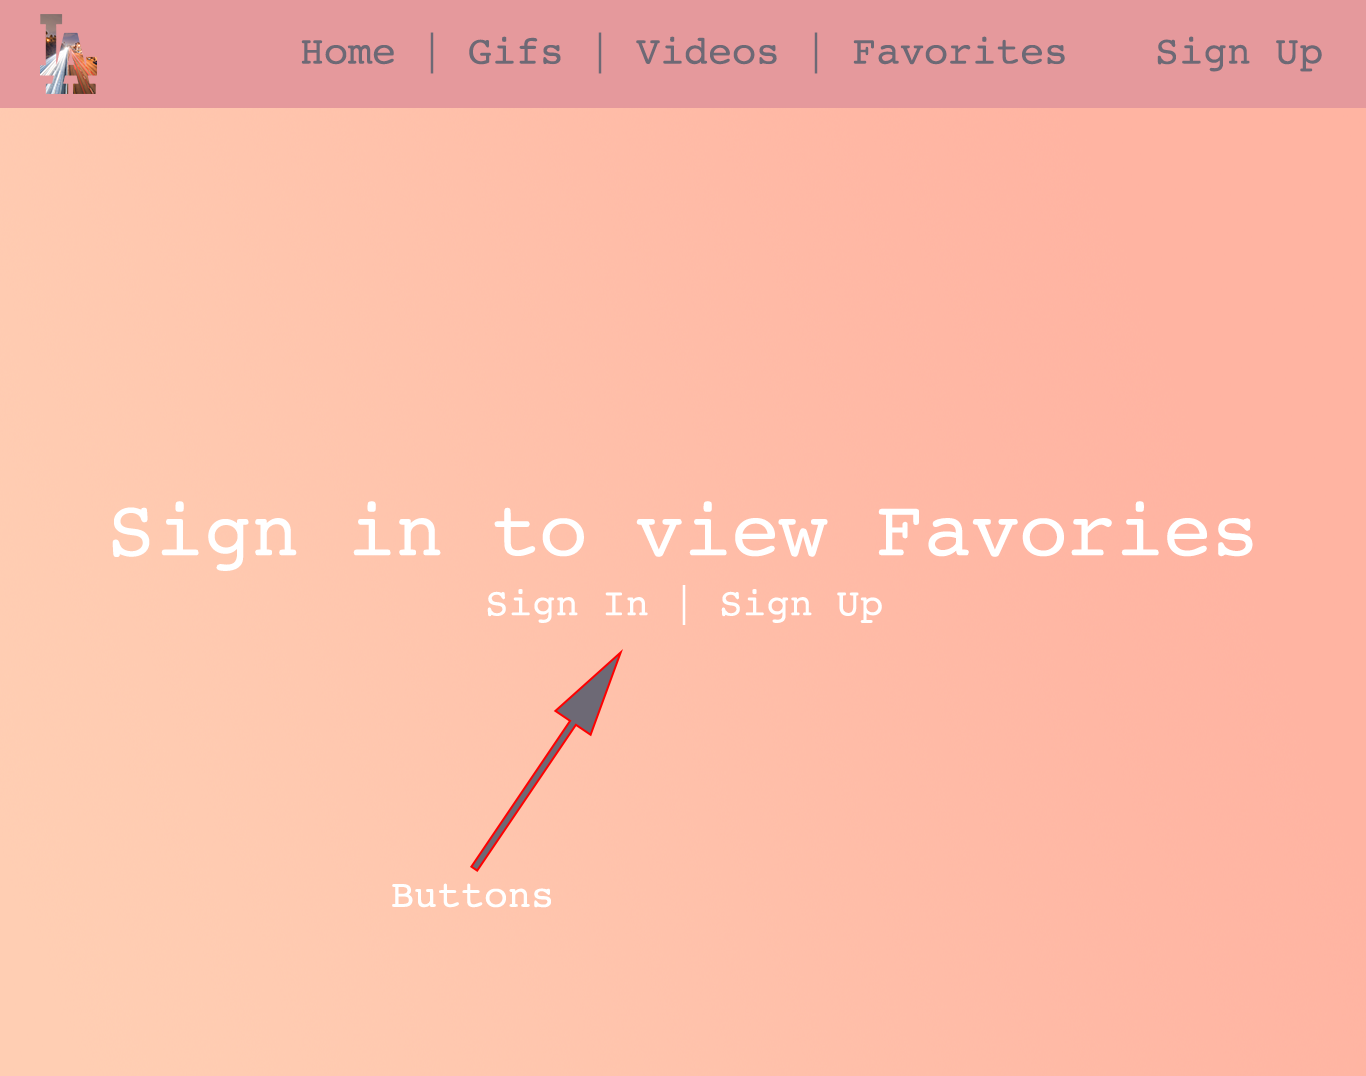 LA
Home | Gifs | Videos | Favorites Sign Up
Sign in to view Favories
Sign In | Sign Up
Buttons